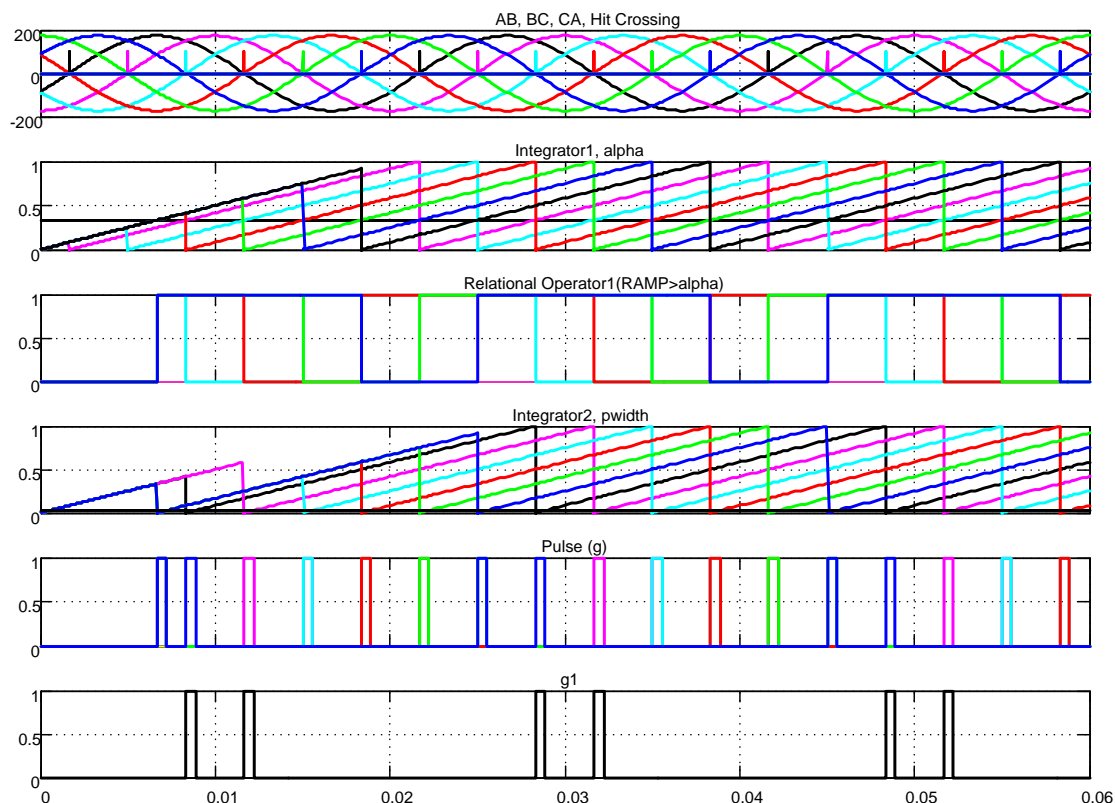 AB, BC, CA, Hit Crossing
200
0
-200
Integrator1, alpha
1
0.5
0
Relational Operator1(RAMP>alpha)
1
0.5
0
Integrator2, pwidth
1
0.5
0
Pulse (g)
1
0.5
0
g1
1
0.5
0
0 0.01 0.02 0.03 0.04 0.05 0.06